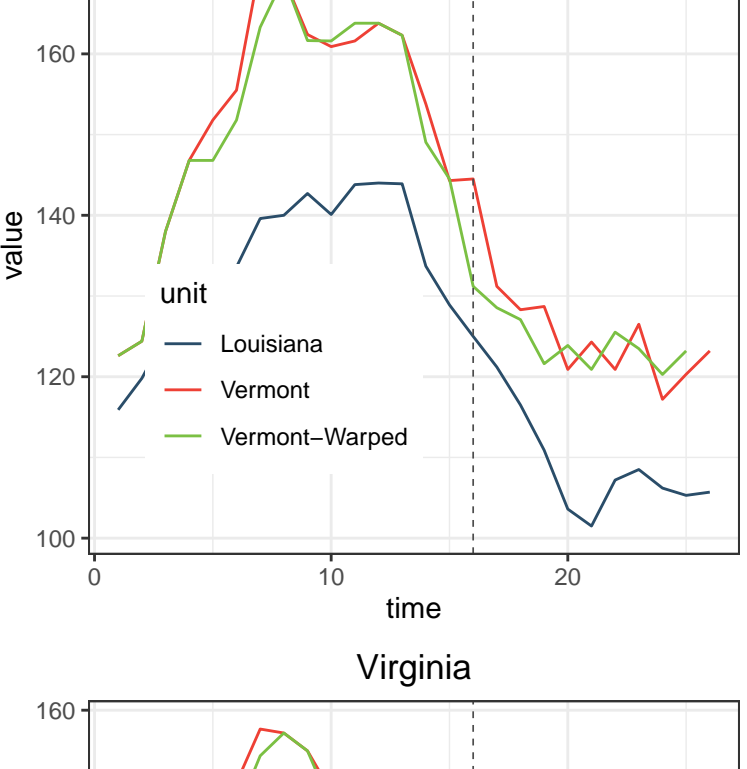 160
140
value
unit
Louisiana
Vermont
120
Vermont−Warped
100
0 10 20
time
Virginia
160